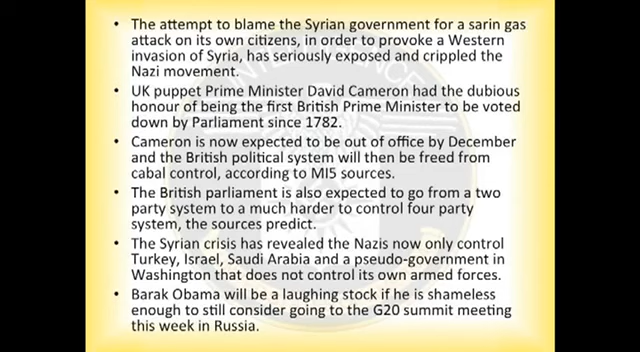 • The attempt to blame the Syrian government for a sarin gas
attack on its own citizens, in order to provoke a Western
invasion of Syria, has seriously exposed and crippled the
Nazi movement.
• UK puppet Prime Minister David Cameron had the dubious
honour of being the first British Prime Minister to be voted
down by Parliament since 1782.
• Cameron is now expected to be out of office by December
and the British political system will then be freed from
cabal control, according to MI5 sources.
• The British parliament is also expected to go from a two
party system to a much harder to control four party
system, the sources predict.
• The Syrian crisis has revealed the Nazis now only control
Turkey, Israel, Saudi Arabia and a pseudo-government in
Washington that does not control its own armed forces.
• Barak Obama will be a laughing stock if he is shameless
enough to still consider going to the G20 summit meeting
this week in Russia.